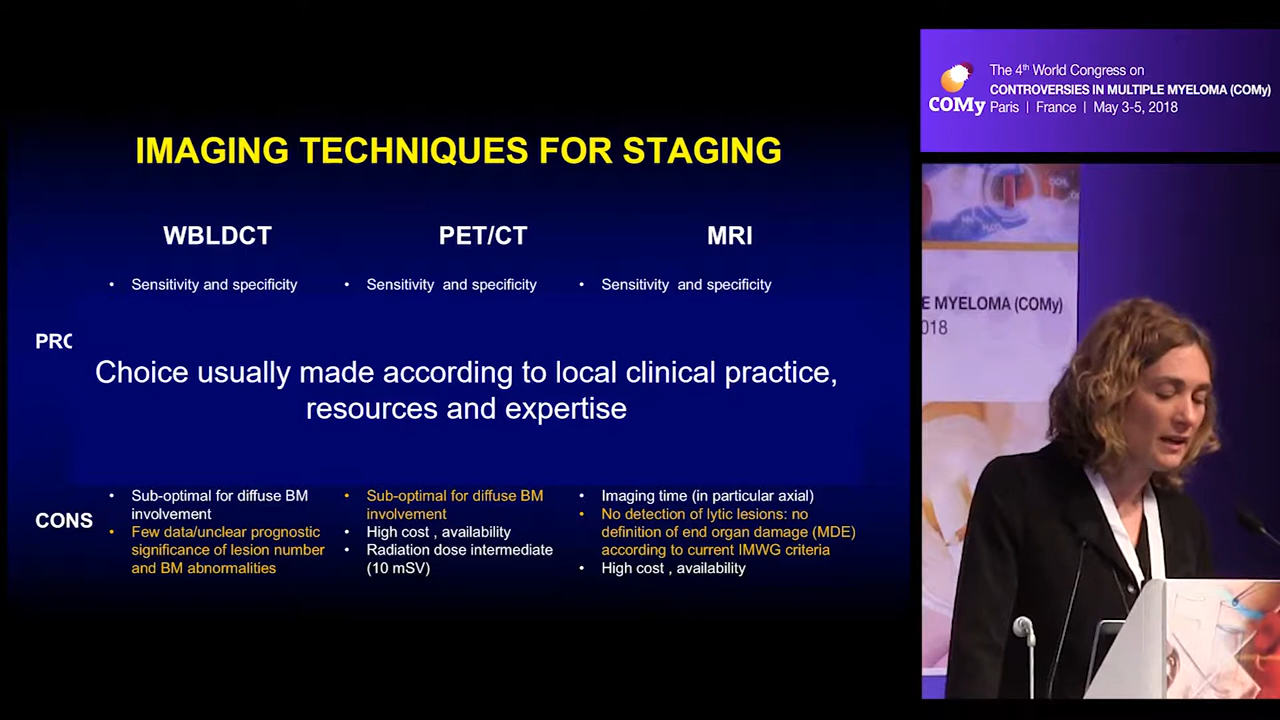 IMAGING TECHNIQUES FOR STAGING
WBLDCT
PET/CT
MRI
• Sensitivity and specificity
• Sensitivity and specificity
• Sensitivity and specificity
PRO
Choice usually made according to local clinical practice,
resources and expertise
CONS
• Sub-optimal for diffuse BM
involvement
• Few data/unclear prognostic
significance of lesion number
and BM abnormalities
• Sub-optimal for diffuse BM
involvement
• High cost , availability
• Radiation dose intermediate
(10 mSV)
• Imaging time (in particular axial)
• No detection of lytic lesions: no
definition of end organ damage (MDE)
according to current IMWG criteria
• High cost , availability
The 4th World Congress on
CONTROVERSIES IN MULTIPLE MYELOMA (COMy)
COMy
Paris | France | May 3-5, 2018
E MYELOMA (COMy)
018